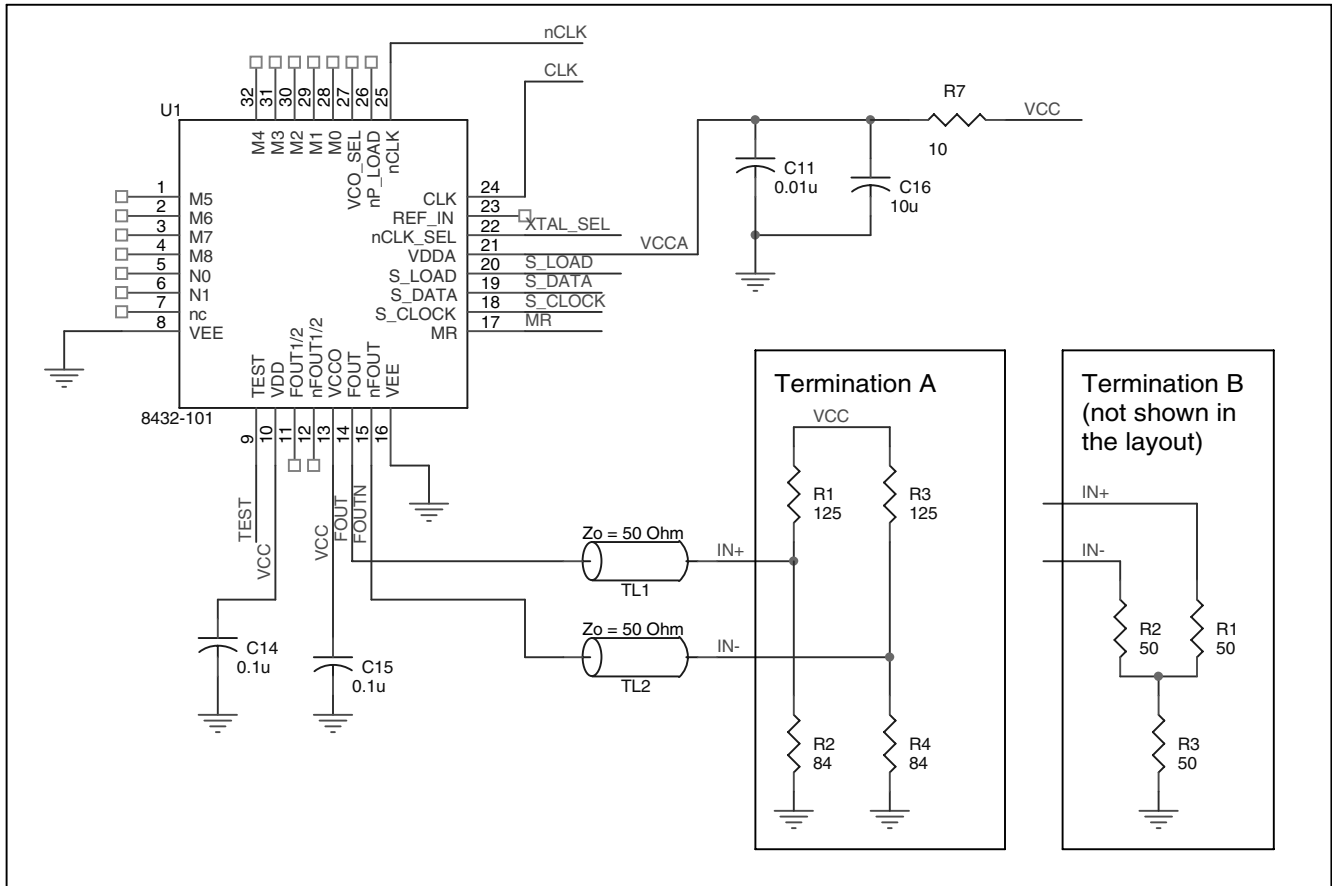 nCLK
CLK
U1
32
31
30
29
28
27
26
25
M4
M3
M2
M1
M0
VCO_SEL
nP_LOAD
nCLK
1
M5
2
M6
3
M7
4
M8
5
N0
6
N1
7
nc
8
VEE
CLK
24
REF_IN
23
nCLK_SEL
22
XTAL_SEL
VDDA
21
VCCA
S_LOAD
20
S_LOAD
S_DATA
19
S_DATA
S_CLOCK
18
S_CLOCK
MR
17
MR
TEST
VDD
FOUT1/2
nFOUT1/2
VCCO
FOUT
nFOUT
VEE
8432-101
9
10
11
12
13
14
15
16
TEST
VCC
VCC
FOUT
FOUTN
C14
0.1u
C15
0.1u
R7
10
VCC
C11
0.01u
C16
10u
Zo = 50 Ohm
TL1
IN+
Zo = 50 Ohm
TL2
IN-
Termination A
VCC
R1
125
R3
125
R2
84
R4
84
Termination B
(not shown in
the layout)
IN+
IN-
R2
50
R1
50
R3
50